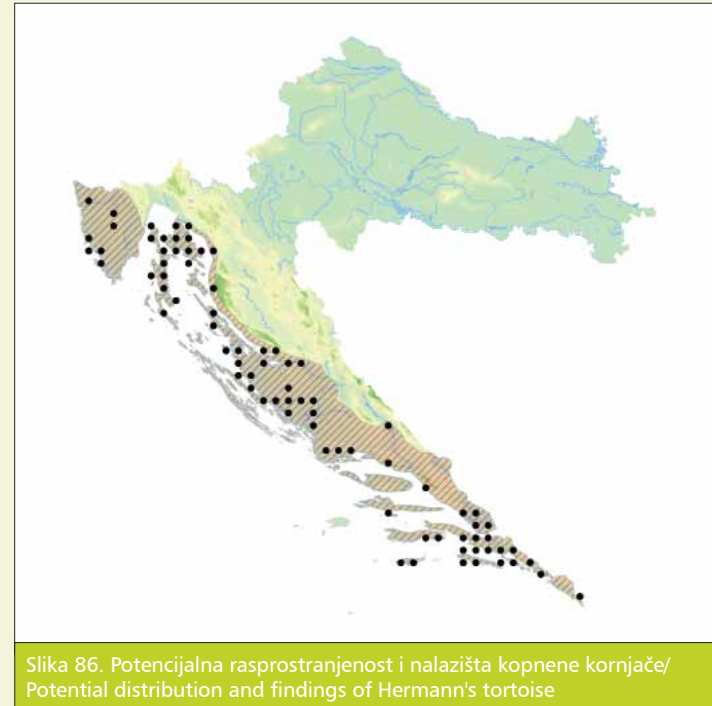 Slika 86. Potencijalna rasprostranjenost i nalazišta kopnene kornjače/
Potential distribution and findings of Hermann's tortoise